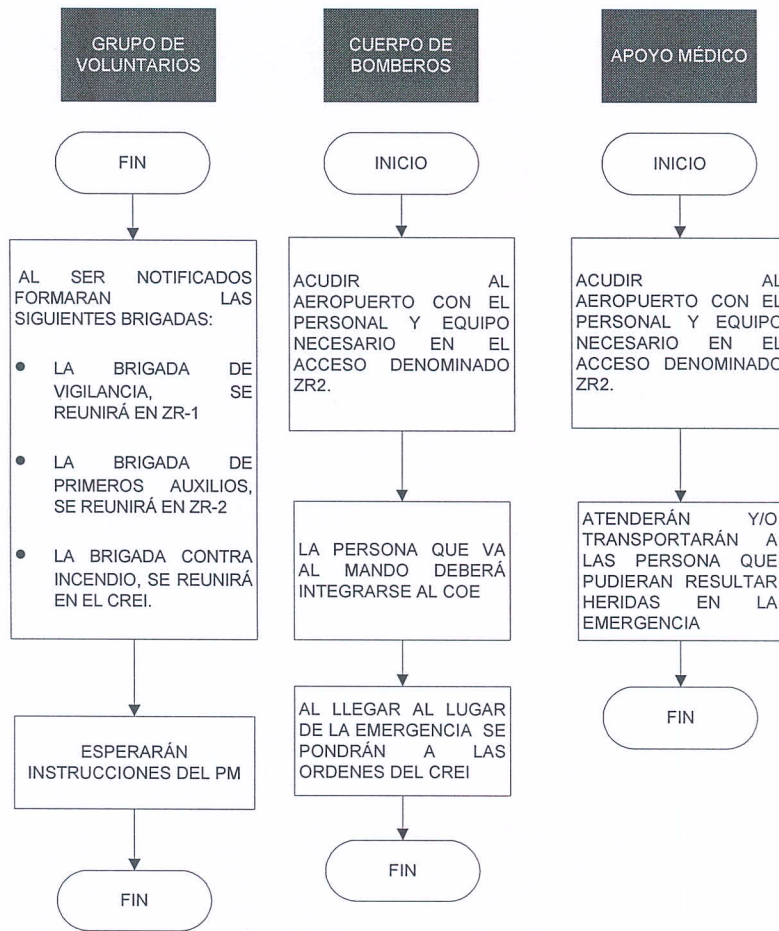 GRUPO DE
VOLUNTARIOS
FIN
AL SER NOTIFICADOS
FORMARAN LAS
SIGUIENTES BRIGADAS:
• LA BRIGADA DE
VIGILANCIA, SE
REUNIRÁ EN ZR-1
• LA BRIGADA DE
PRIMEROS AUXILIOS,
SE REUNIRÁ EN ZR-2
• LA BRIGADA CONTRA
INCENDIO, SE REUNIRÁ
EN EL CREI.
ESPERARÁN
INSTRUCCIONES DEL PM
FIN
CUERPO DE
BOMBEROS
INICIO
ACUDIR AL
AEROPUERTO CON EL
PERSONAL Y EQUIPO
NECESARIO EN EL
ACCESO DENOMINADO
ZR2.
LA PERSONA QUE VA
AL MANDO DEBERÁ
INTEGRARSE AL COE
AL LLEGAR AL LUGAR
DE LA EMERGENCIA SE
PONDRÁN A LAS
ORDENES DEL CREI
FIN
APOYO MÉDICO
INICIO
ACUDIR AL
AEROPUERTO CON EL
PERSONAL Y EQUIPO
NECESARIO EN EL
ACCESO DENOMINADO
ZR2.
ATENDERÁN Y/O
TRANSPORTARÁN A
LAS PERSONA QUE
PUDIERAN RESULTAR
HERIDAS EN LA
EMERGENCIA
FIN